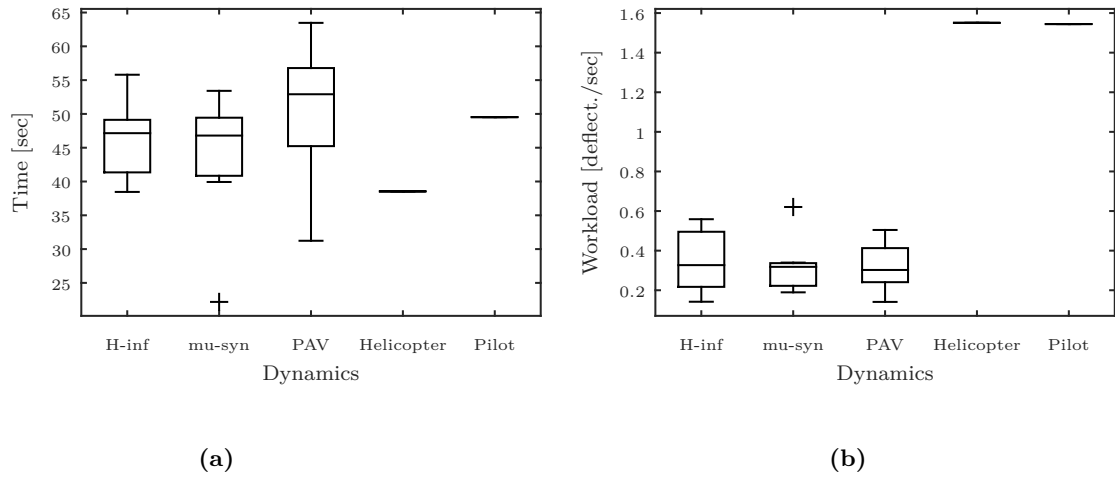 65
60
55
50
45
40
35
30
25
Time [sec]
H-inf mu-syn PAV Helicopter Pilot
Dynamics
(a)
1.6
1.4
1.2
1
0.8
0.6
0.4
0.2
Workload [deflect./sec]
H-inf mu-syn PAV Helicopter Pilot
Dynamics
(b)